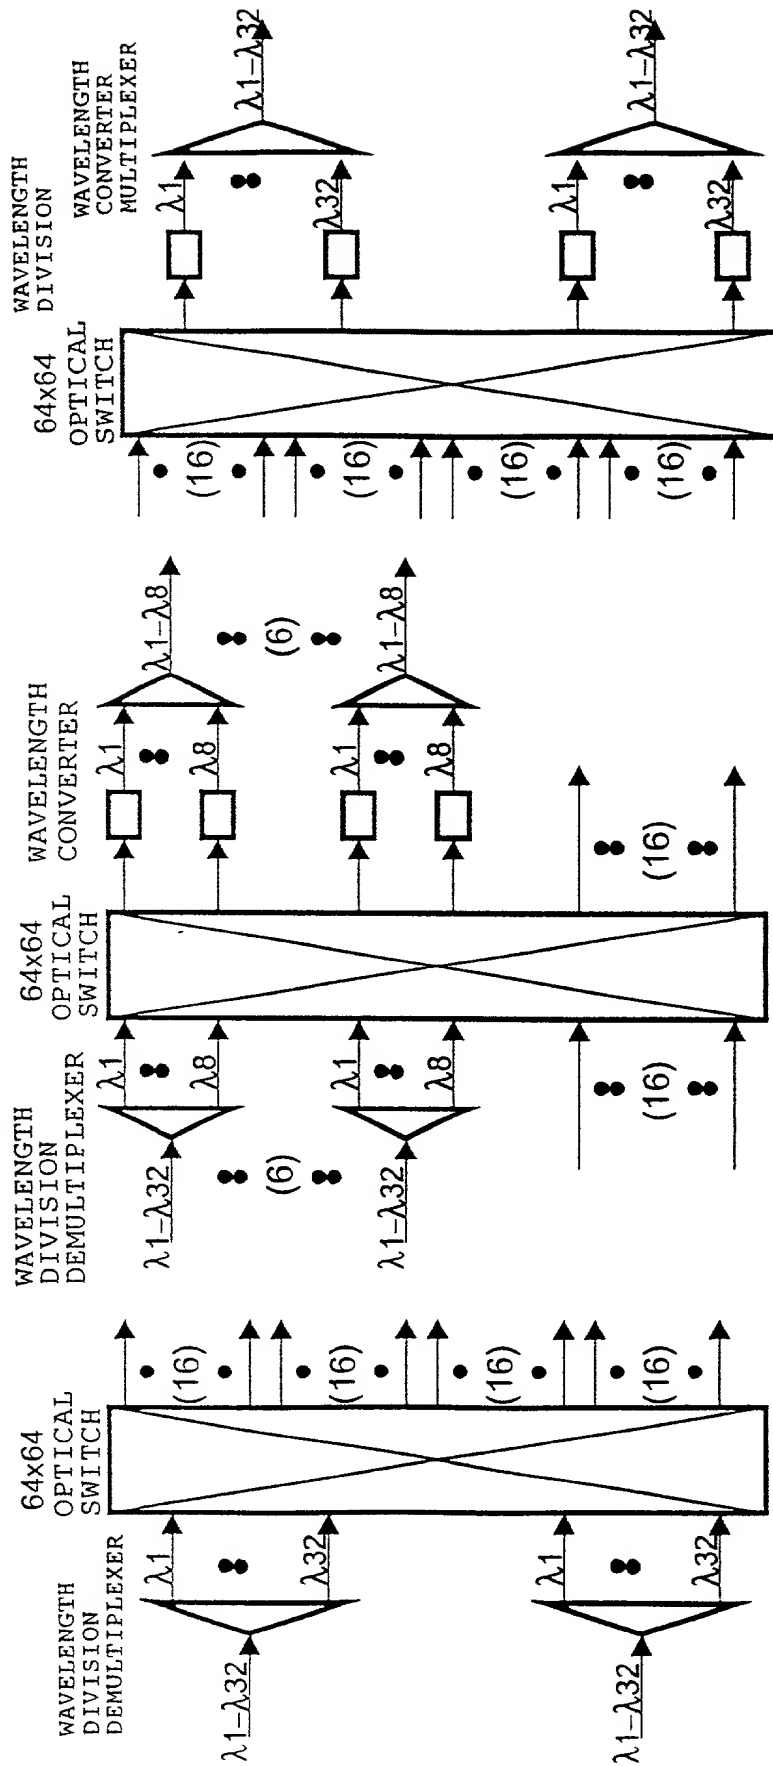 WAVELENGTH
DIVISION
DEMULTIPLEXER
64x64
OPTICAL
SWITCH
λ1–λ32
λ1
λ32
λ1–λ32
λ1
λ32
(16)
(16)
(16)
(16)
WAVELENGTH
DIVISION
DEMULTIPLEXER
64x64
OPTICAL
SWITCH
WAVELENGTH
CONVERTER
λ1–λ32
λ1
λ8
(6)
λ1–λ32
λ1
λ8
(16)
λ1
λ8
λ1–λ8
(6)
λ1
λ8
λ1–λ8
(16)
64x64
OPTICAL
SWITCH
WAVELENGTH
DIVISION
WAVELENGTH
CONVERTER
MULTIPLEXER
(16)
(16)
(16)
(16)
λ1
λ32
λ1–λ32
λ1
λ32
λ1–λ32